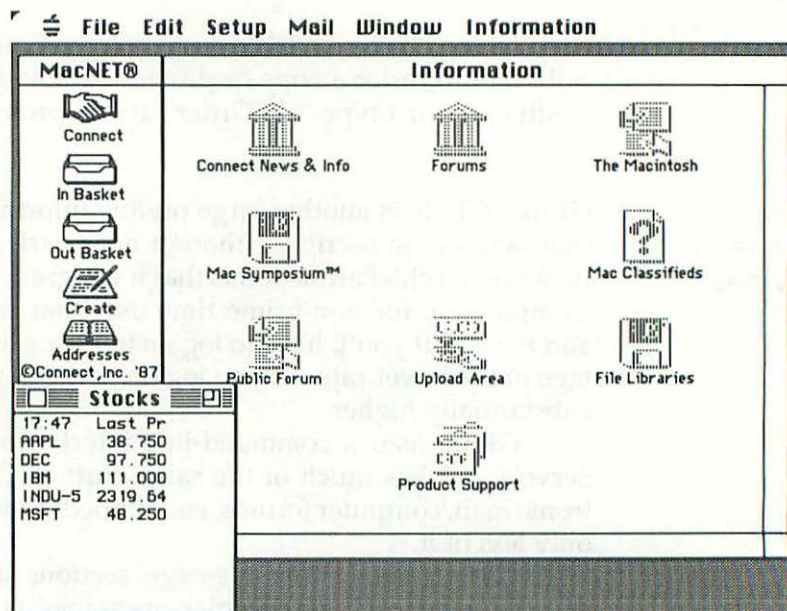 File Edit Setup Mail Window Information
MacNET®
Connect
In Basket
Out Basket
Create
Addresses
©Connect, Inc. '87
Information
Connect News & Info
Forums
The Macintosh
Mac Symposium™
Mac Classifieds
Public Forum
Upload Area
File Libraries
Product Support
Stocks
17:47 Last Pr
AAPL 38.750
DEC 97.750
IBM 111.000
INDU-5 2319.64
MSFT 48.250